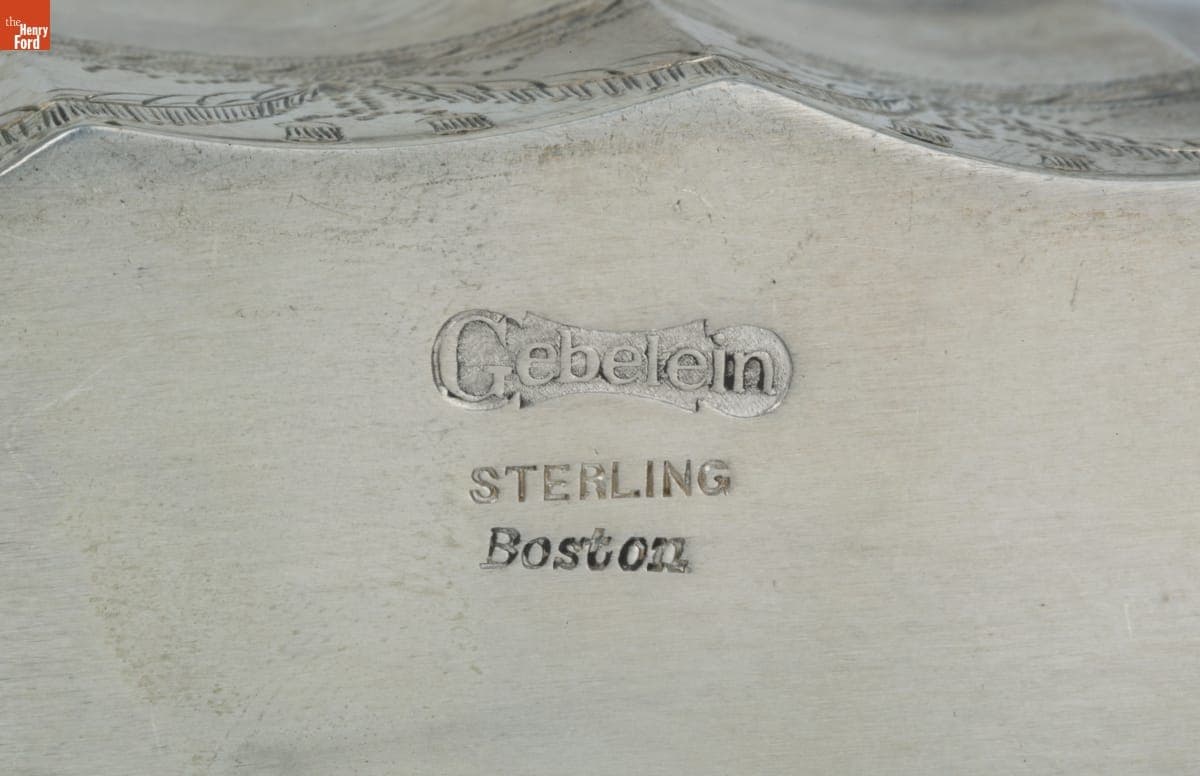 the
Henry
Ford
Gebelein
STERLING
Boston